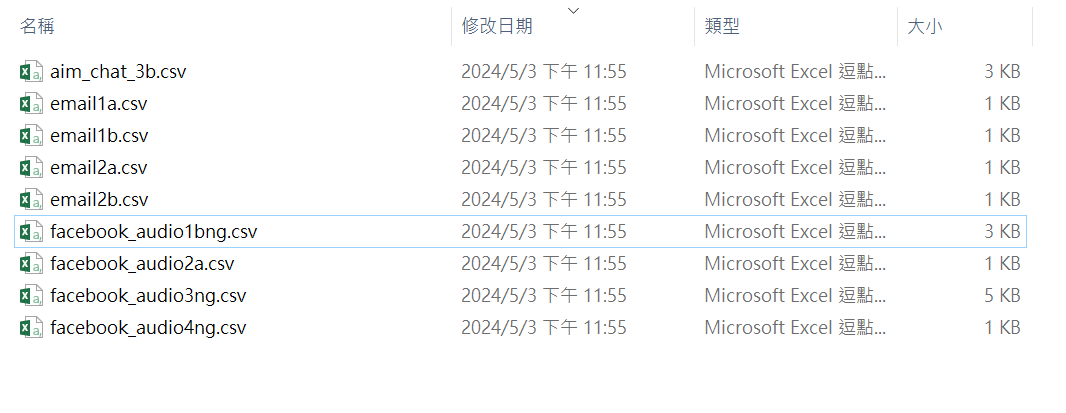 名稱 修改日期 類型 大小
aim_chat_3b.csv 2024/5/3 下午 11:55 Microsoft Excel 逗點... 3 KB
email1a.csv 2024/5/3 下午 11:55 Microsoft Excel 逗點... 1 KB
email1b.csv 2024/5/3 下午 11:55 Microsoft Excel 逗點... 1 KB
email2a.csv 2024/5/3 下午 11:55 Microsoft Excel 逗點... 1 KB
email2b.csv 2024/5/3 下午 11:55 Microsoft Excel 逗點... 1 KB
facebook_audio1bng.csv 2024/5/3 下午 11:55 Microsoft Excel 逗點... 3 KB
facebook_audio2a.csv 2024/5/3 下午 11:55 Microsoft Excel 逗點... 1 KB
facebook_audio3ng.csv 2024/5/3 下午 11:55 Microsoft Excel 逗點... 5 KB
facebook_audio4ng.csv 2024/5/3 下午 11:55 Microsoft Excel 逗點... 1 KB